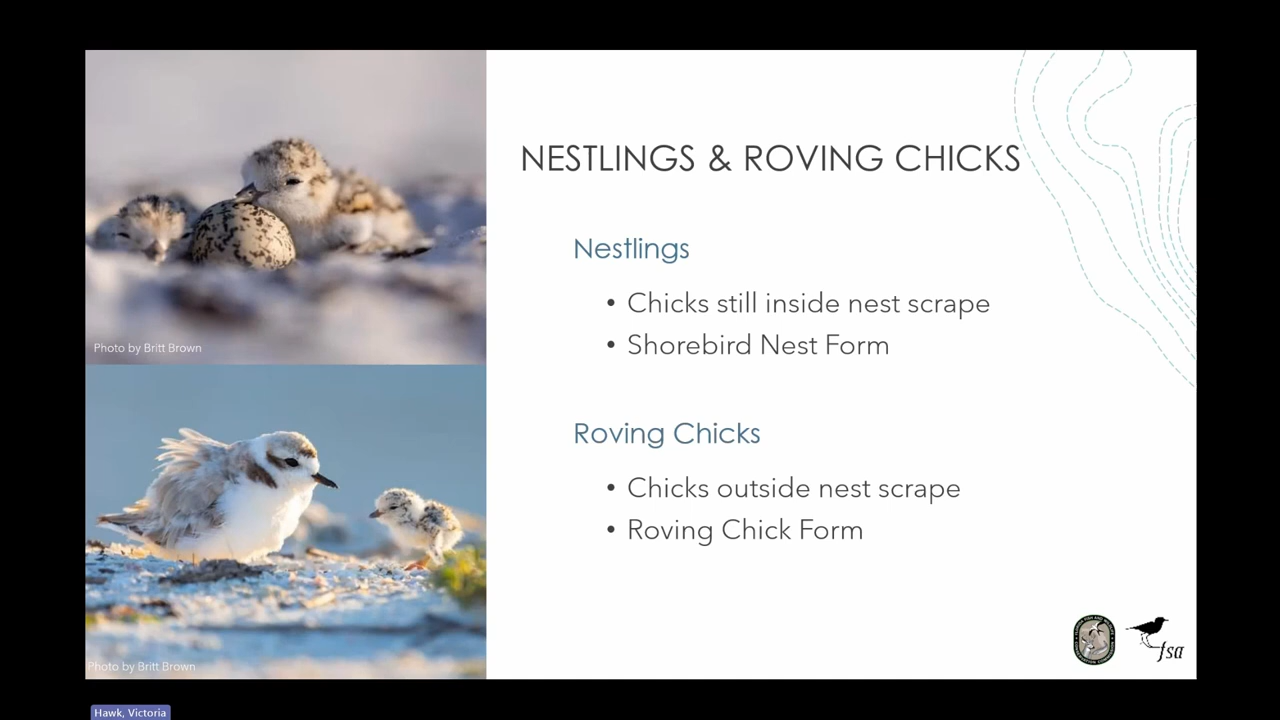 NESTLINGS & ROVING CHICKS
Nestlings
• Chicks still inside nest scrape
• Shorebird Nest Form
Roving Chicks
• Chicks outside nest scrape
• Roving Chick Form
Photo by Britt Brown
Photo by Britt Brown
fsa
Hawk, Victoria